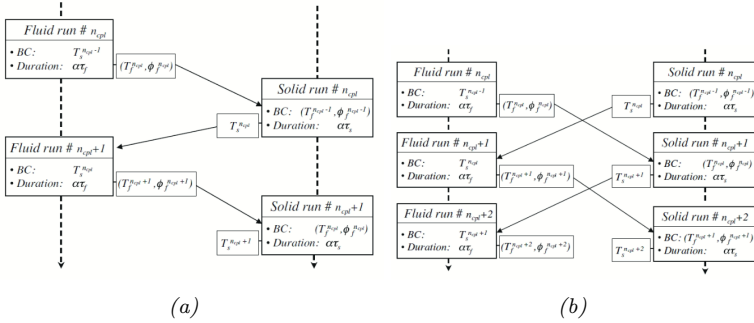 Fluid run # n_cpl
• BC: T_s^{n_cpl-1}
• Duration: ατ_f
(T_f^{n_cpl}, ϕ_f^{n_cpl})
Solid run # n_cpl
• BC: (T_f^{n_cpl-1}, ϕ_f^{n_cpl-1})
• Duration: ατ_s
T_s^{n_cpl}
Fluid run # n_cpl+1
• BC: T_s^{n_cpl}
• Duration: ατ_f
(T_f^{n_cpl+1}, ϕ_f^{n_cpl+1})
Solid run # n_cpl+1
• BC: (T_f^{n_cpl}, ϕ_f^{n_cpl})
• Duration: ατ_s
T_s^{n_cpl+1}
(a)
Fluid run # n_cpl
• BC: T_s^{n_cpl-1}
• Duration: ατ_f
(T_f^{n_cpl}, ϕ_f^{n_cpl})
Solid run # n_cpl
• BC: (T_f^{n_cpl-1}, ϕ_f^{n_cpl-1})
• Duration: ατ_s
T_s^{n_cpl}
Fluid run # n_cpl+1
• BC: T_s^{n_cpl}
• Duration: ατ_f
(T_f^{n_cpl+1}, ϕ_f^{n_cpl+1})
Solid run # n_cpl+1
• BC: (T_f^{n_cpl}, ϕ_f^{n_cpl})
• Duration: ατ_s
T_s^{n_cpl+1}
Fluid run # n_cpl+2
• BC: T_s^{n_cpl+1}
• Duration: ατ_f
(T_f^{n_cpl+2}, ϕ_f^{n_cpl+2})
Solid run # n_cpl+2
• BC: (T_f^{n_cpl+1}, ϕ_f^{n_cpl+1})
• Duration: ατ_s
T_s^{n_cpl+2}
(b)